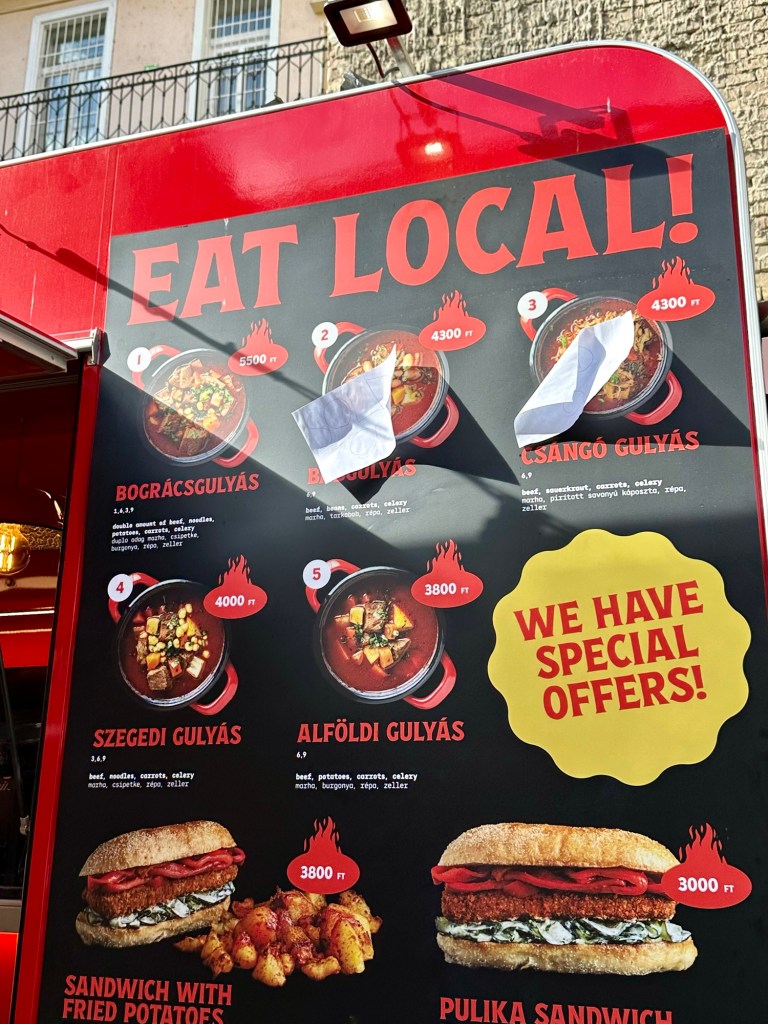 EAT LOCAL!
1
5500 FT
BOGRÁCSGULYÁS
1,3,6,9
double amount of beef, noodles,
potatoes, carrots, celery
dupla adag marha, csipetke,
burgonya, répa, zeller
2
4300 FT
6,9
beef, beans, carrots, celery
marha, tarkabab, répa, zeller
3
4300 FT
CSÁNGÓ GULYÁS
6,9
beef, sauerkraut, carrots, celery
marha, pirított savanyú káposzta, répa,
zeller
4
4000 FT
SZEGEDI GULYÁS
3,6,9
beef, noodles, carrots, celery
marha, csipetke, répa, zeller
5
3800 FT
ALFÖLDI GULYÁS
6,9
beef, potatoes, carrots, celery
marha, burgonya, répa, zeller
WE HAVE
SPECIAL
OFFERS!
3800 FT
SANDWICH WITH
FRIED POTATOES
3000 FT
PULIKA SANDWICH